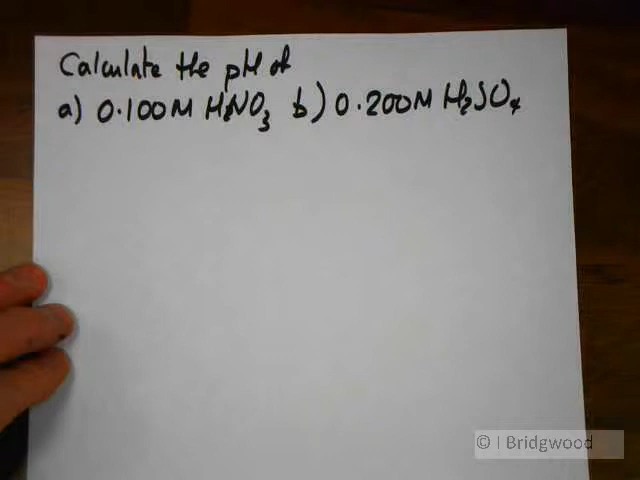 Calculate the pH of
a) 0.100M HNO3 b) 0.200M H2SO4
© I Bridgwood